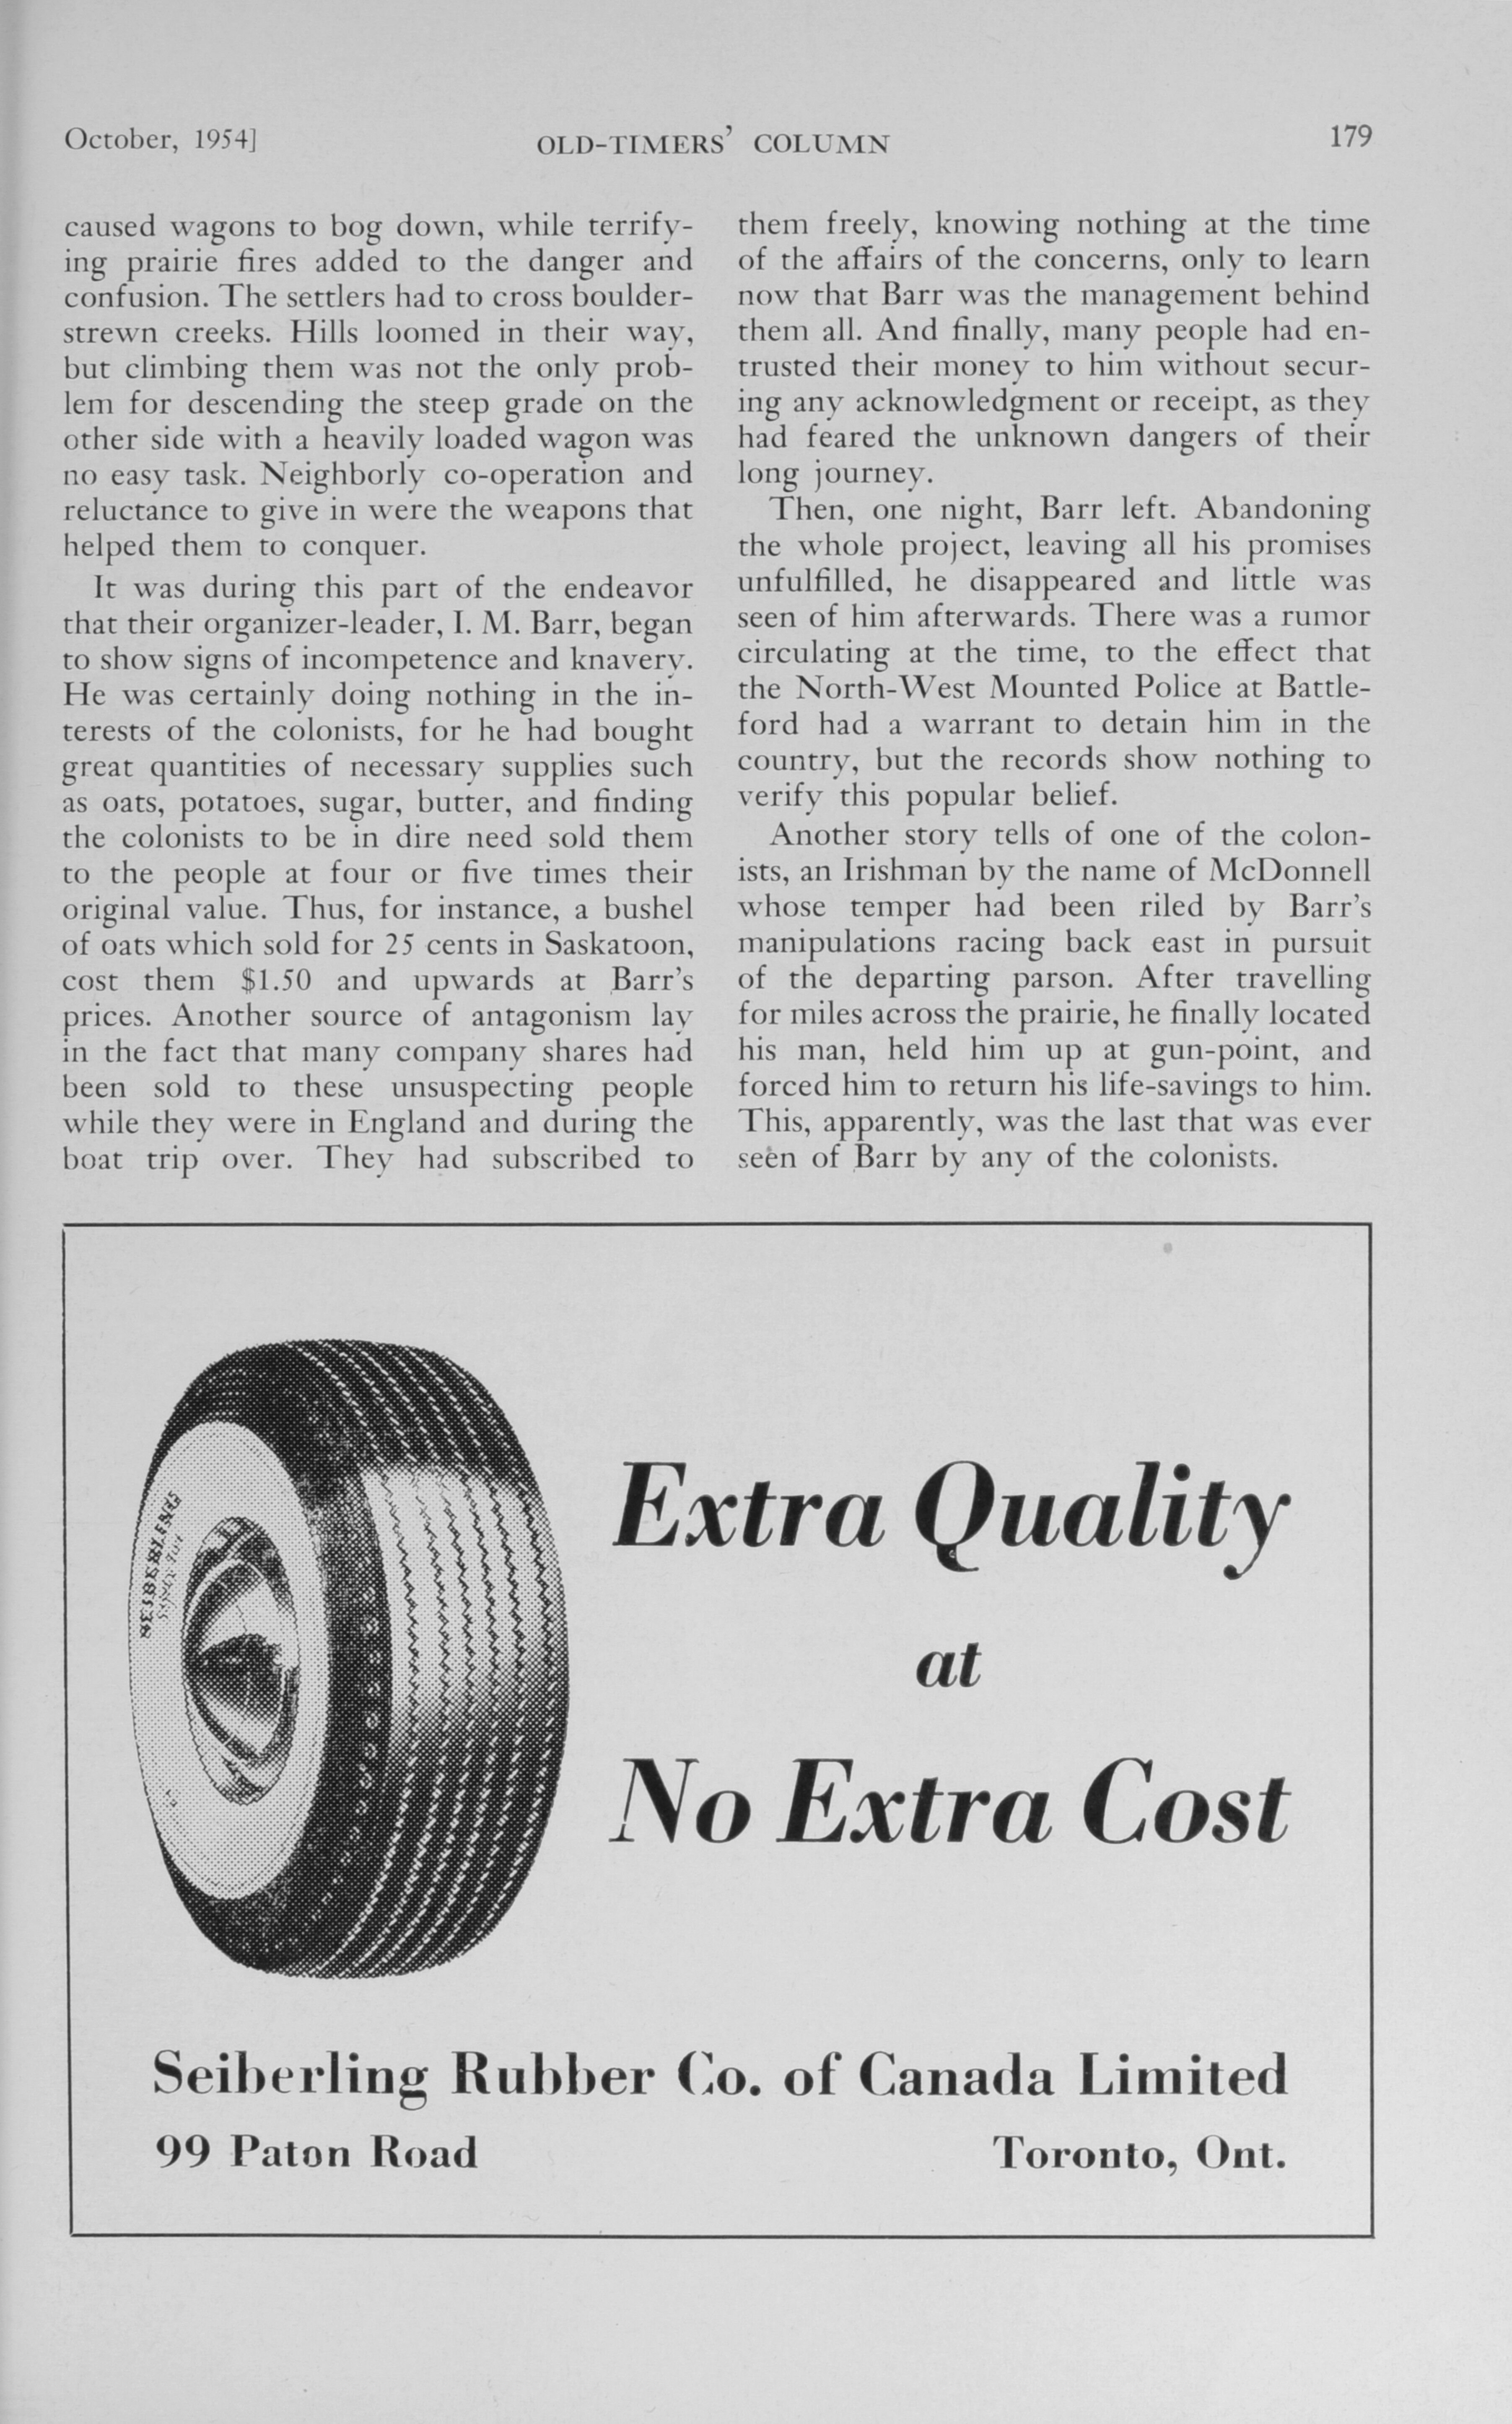 October, 1954]
OLD-TIMERS' COLUMN
179
caused wagons to bog down, while terrify-
ing prairie fires added to the danger and
confusion. The settlers had to cross boulder-
strewn creeks. Hills loomed in their way,
but climbing them was not the only prob-
lem for descending the steep grade on the
other side with a heavily loaded wagon was
no easy task. Neighborly co-operation and
reluctance to give in were the weapons that
helped them to conquer.
It was during this part of the endeavor
that their organizer-leader, I. M. Barr, began
to show signs of incompetence and knavery.
He was certainly doing nothing in the in-
terests of the colonists, for he had bought
great quantities of necessary supplies such
as oats, potatoes, sugar, butter, and finding
the colonists to be in dire need sold them
to the people at four or five times their
original value. Thus, for instance, a bushel
of oats which sold for 25 cents in Saskatoon,
cost them $1.50 and upwards at Barr's
prices. Another source of antagonism lay
in the fact that many company shares had
been sold to these unsuspecting people
while they were in England and during the
boat trip over. They had subscribed to
them freely, knowing nothing at the time
of the affairs of the concerns, only to learn
now that Barr was the management behind
them all. And finally, many people had en-
trusted their money to him without secur-
ing any acknowledgment or receipt, as they
had feared the unknown dangers of their
long journey.
Then, one night, Barr left. Abandoning
the whole project, leaving all his promises
unfulfilled, he disappeared and little was
seen of him afterwards. There was a rumor
circulating at the time, to the effect that
the North-West Mounted Police at Battle-
ford had a warrant to detain him in the
country, but the records show nothing to
verify this popular belief.
Another story tells of one of the colon-
ists, an Irishman by the name of McDonnell
whose temper had been riled by Barr's
manipulations racing back east in pursuit
of the departing parson. After travelling
for miles across the prairie, he finally located
his man, held him up at gun-point, and
forced him to return his life-savings to him.
This, apparently, was the last that was ever
seen of Barr by any of the colonists.
SEIBERLING
Extra Quality
at
No Extra Cost
Seiberling Rubber Co. of Canada Limited
99 Paton Road
Toronto, Ont.